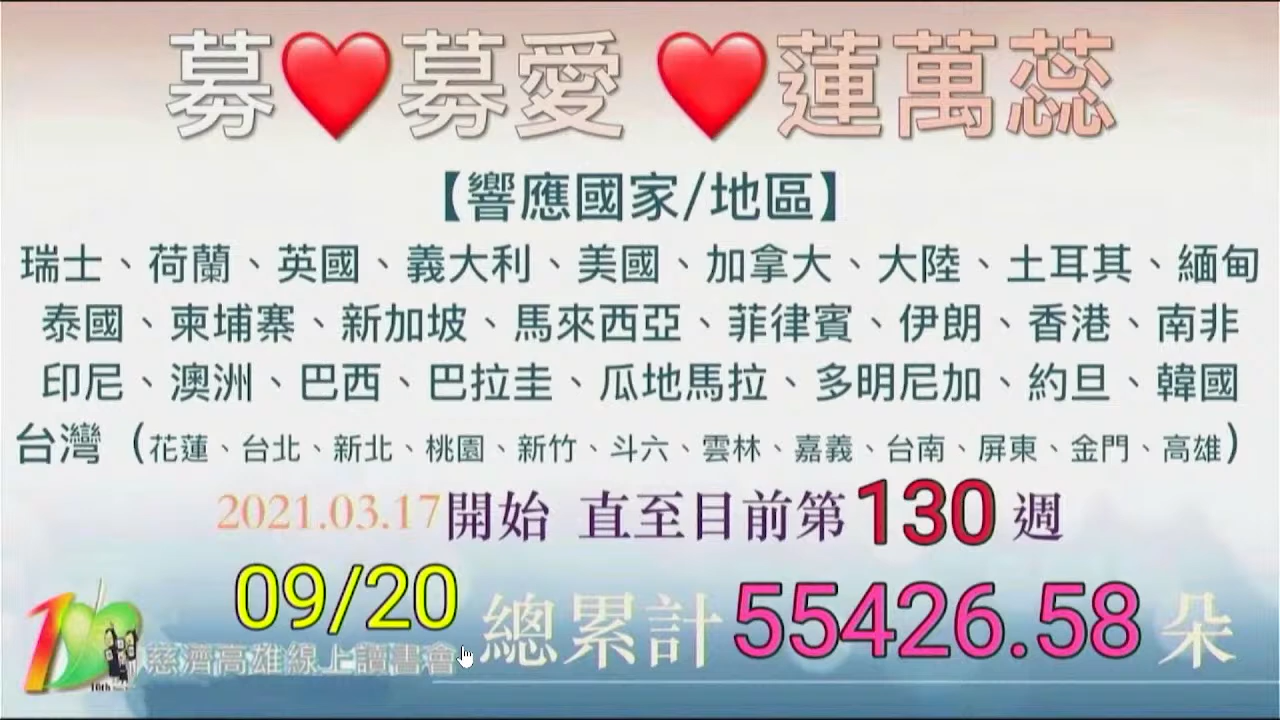 募❤️募愛 ❤️蓮萬蕊
【響應國家/地區】
瑞士、荷蘭、英國、義大利、美國、加拿大、大陸、土耳其、緬甸
泰國、柬埔寨、新加坡、馬來西亞、菲律賓、伊朗、香港、南非
印尼、澳洲、巴西、巴拉圭、瓜地馬拉、多明尼加、約旦、韓國
台灣（花蓮、台北、新北、桃園、新竹、斗六、雲林、嘉義、台南、屏東、金門、高雄）
2021.03.17開始 直至目前第130週
09/20 總累計55426.58朵
慈濟高雄線上讀書會
10th